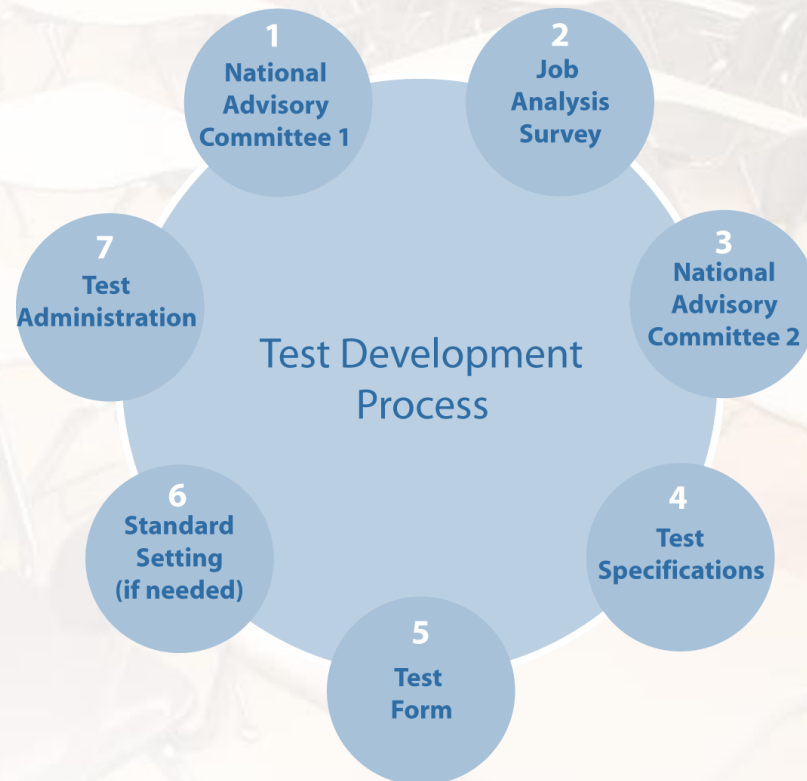 Test Development
Process
1
National
Advisory
Committee 1
2
Job
Analysis
Survey
3
National
Advisory
Committee 2
4
Test
Specifications
5
Test
Form
6
Standard
Setting
(if needed)
7
Test
Administration